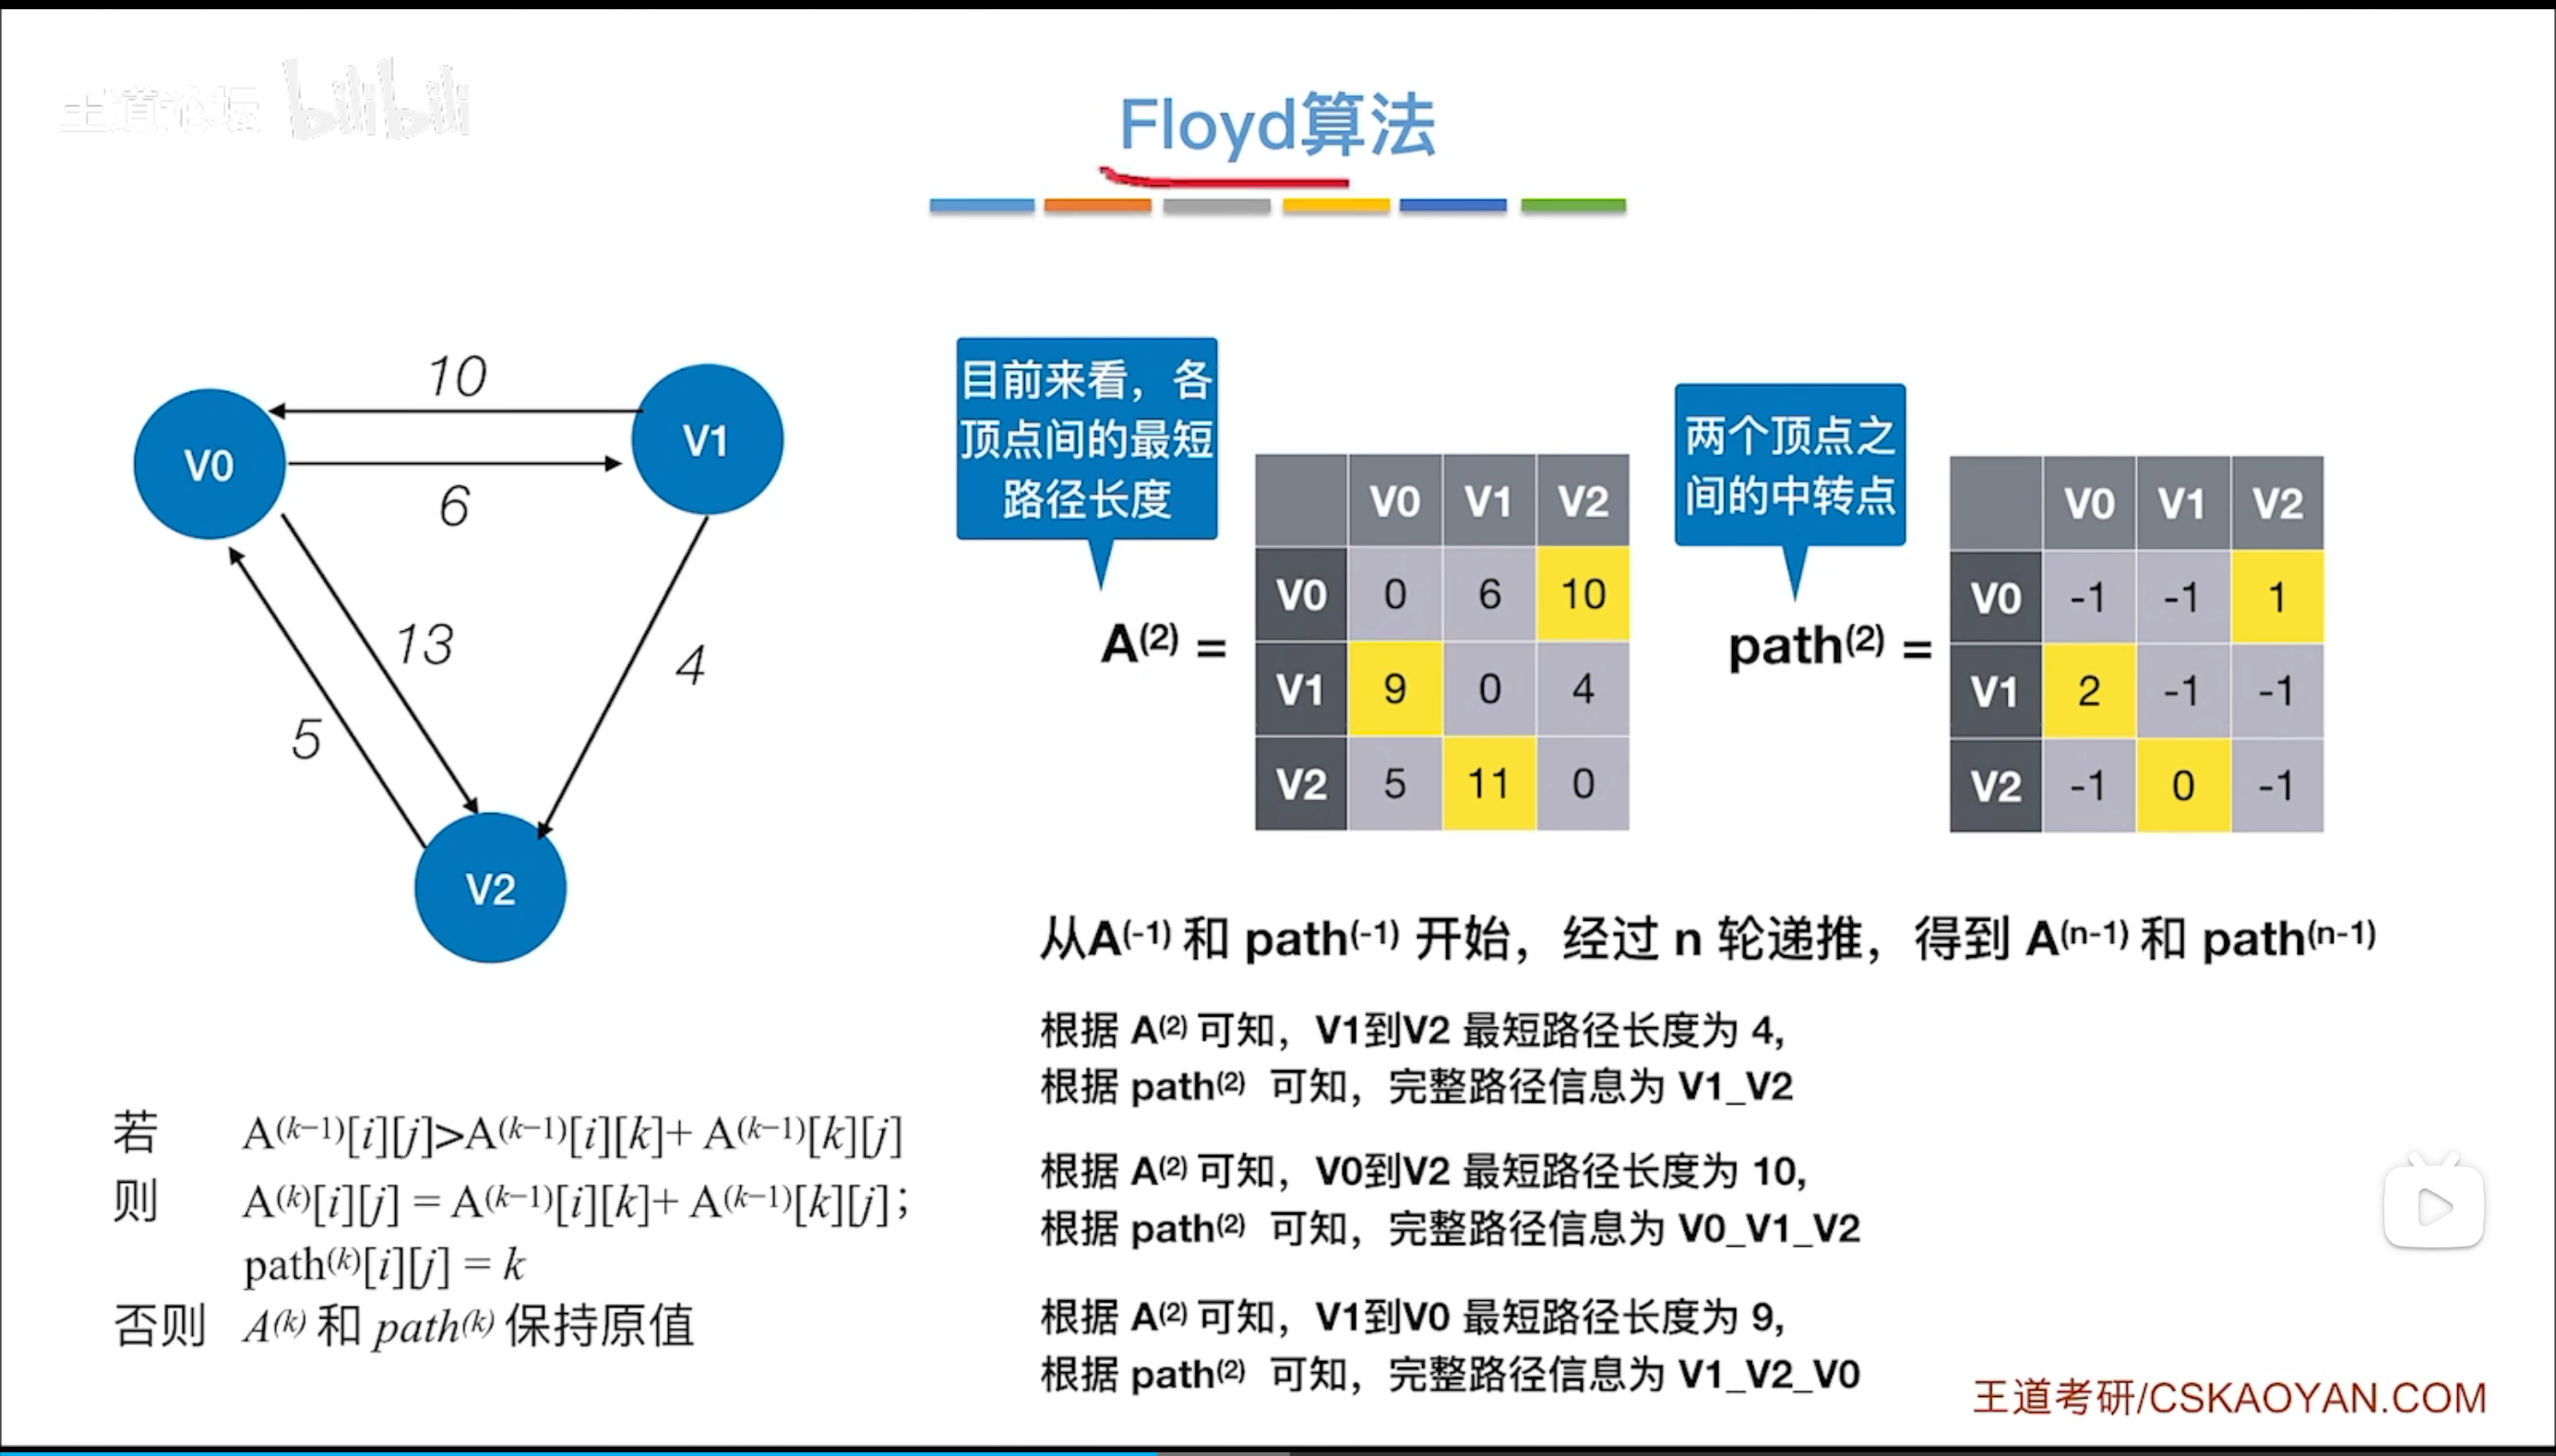 王道论坛 bilibili
Floyd算法
10
V0
V1
6
13
4
5
V2
目前来看，各
顶点间的最短
路径长度
A(2) =
V0 V1 V2
V0 0 6 10
V1 9 0 4
V2 5 11 0
两个顶点之
间的中转点
path(2) =
V0 V1 V2
V0 -1 -1 1
V1 2 -1 -1
V2 -1 0 -1
从A(-1) 和 path(-1) 开始，经过 n 轮递推，得到 A(n-1) 和 path(n-1)
根据 A(2) 可知，V1到V2 最短路径长度为 4,
根据 path(2) 可知，完整路径信息为 V1_V2
根据 A(2) 可知，V0到V2 最短路径长度为 10,
根据 path(2) 可知，完整路径信息为 V0_V1_V2
根据 A(2) 可知，V1到V0 最短路径长度为 9,
根据 path(2) 可知，完整路径信息为 V1_V2_V0
若 A(k−1)[i][j]>A(k−1)[i][k]+ A(k−1)[k][j]
则 A(k)[i][j] = A(k−1)[i][k]+ A(k−1)[k][j]；
path(k)[i][j] = k
否则 A(k) 和 path(k) 保持原值
王道考研/CSKAOYAN.COM